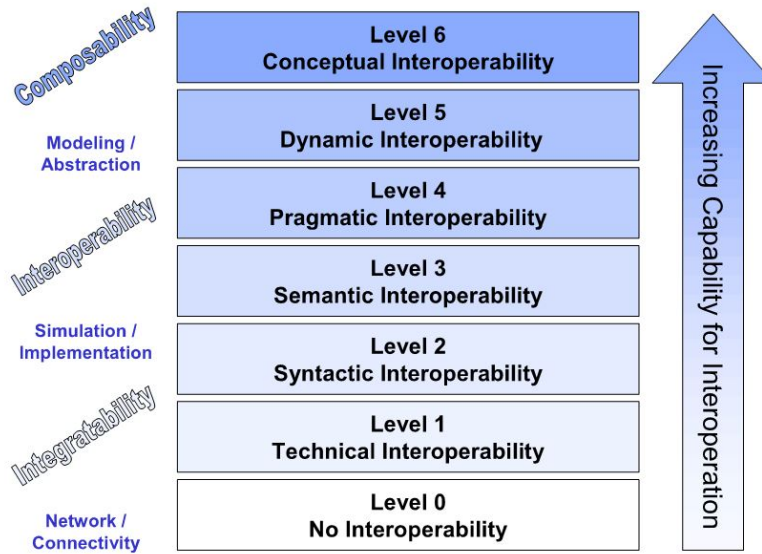 Composability
Level 6
Conceptual Interoperability
Modeling /
Abstraction
Level 5
Dynamic Interoperability
Interoperability
Level 4
Pragmatic Interoperability
Level 3
Semantic Interoperability
Simulation /
Implementation
Level 2
Syntactic Interoperability
Integratability
Level 1
Technical Interoperability
Network /
Connectivity
Level 0
No Interoperability
Increasing Capability for Interoperation